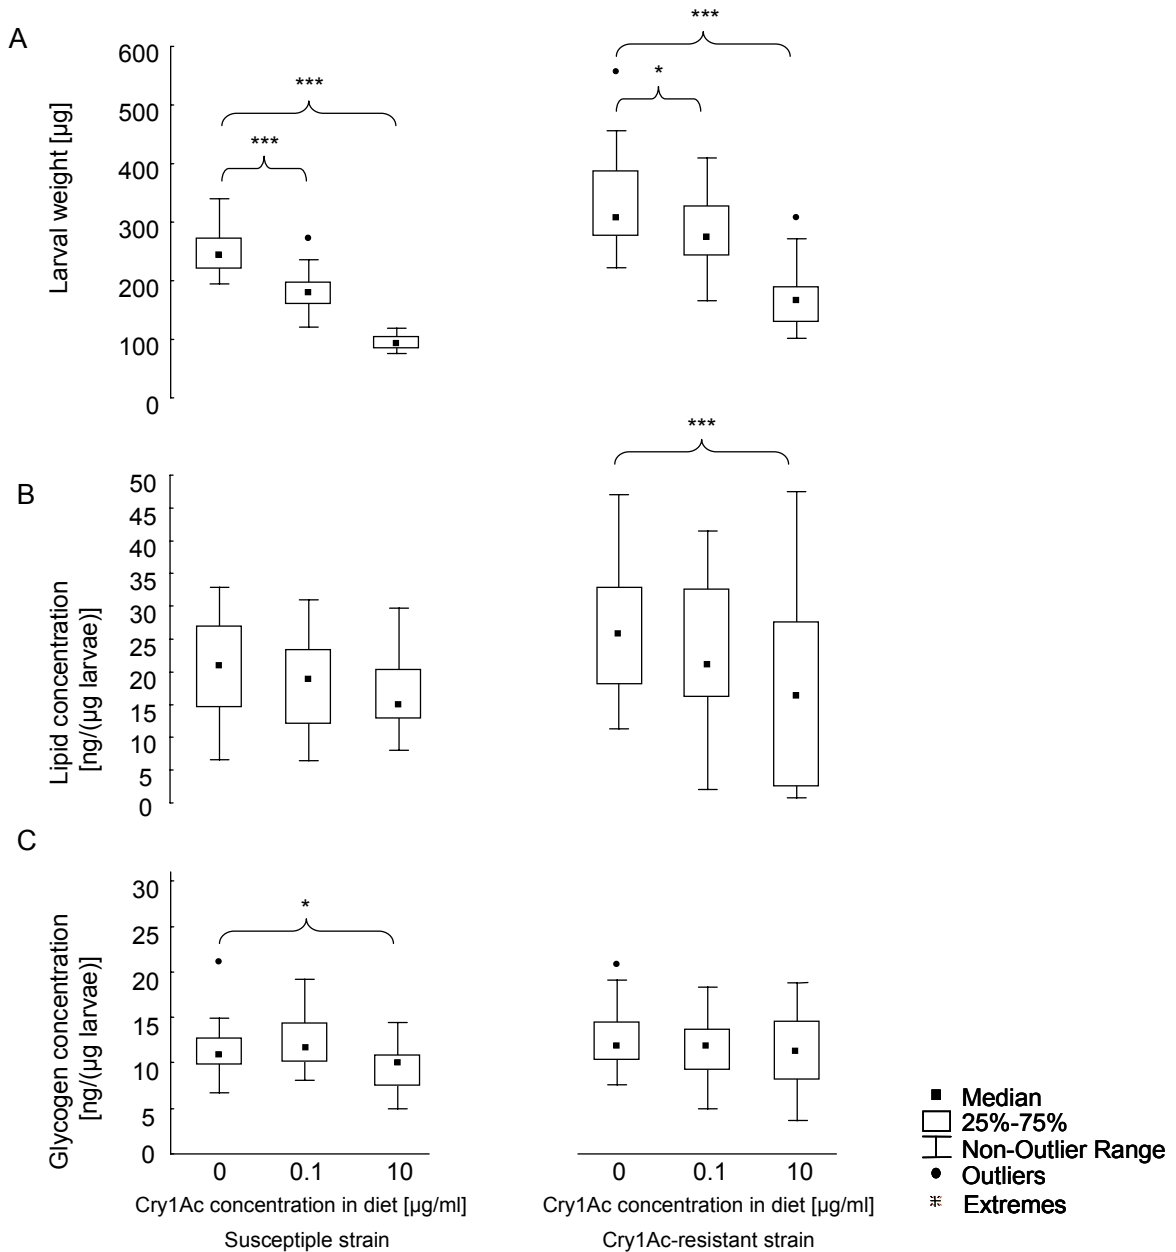 A
Larval weight [µg]
600
500
400
300
200
100
0
***
***
***
*
B
Lipid concentration
[ng/(µg larvae)]
50
45
40
35
30
25
20
15
10
5
0
***
C
Glycogen concentration
[ng/(µg larvae)]
30
25
20
15
10
5
0
*
0 0.1 10
Cry1Ac concentration in diet [µg/ml]
Susceptiple strain
0 0.1 10
Cry1Ac concentration in diet [µg/ml]
Cry1Ac-resistant strain
Median
25%-75%
Non-Outlier Range
Outliers
Extremes